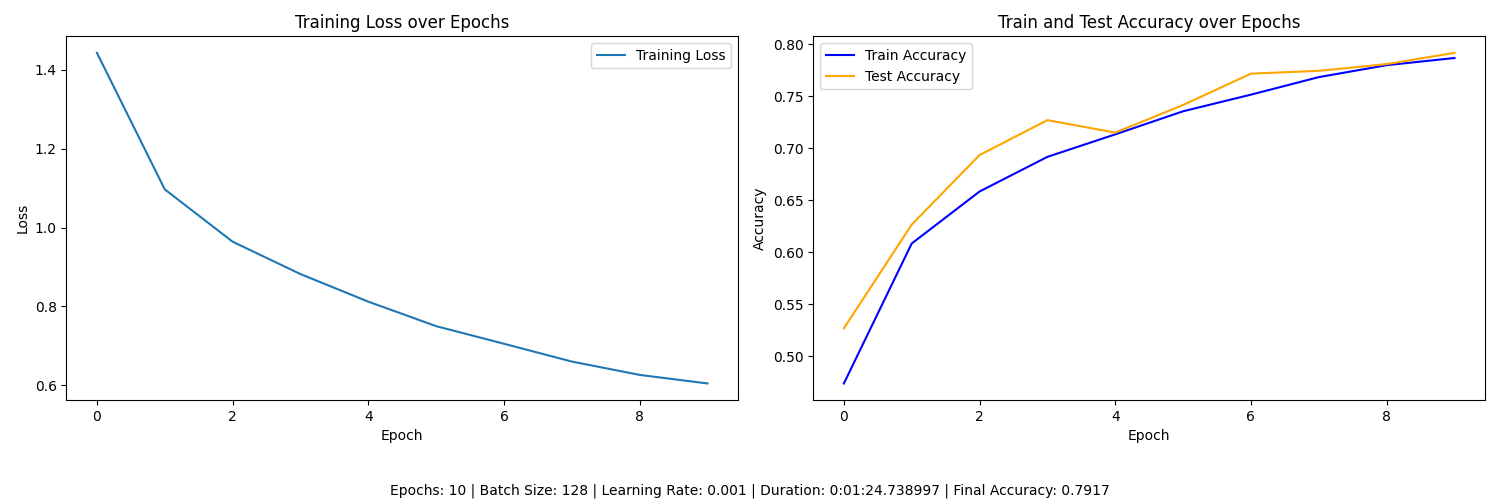 Training Loss over Epochs
Training Loss
1.4
1.2
1.0
0.8
0.6
Loss
0 2 4 6 8
Epoch
Train and Test Accuracy over Epochs
Train Accuracy
Test Accuracy
0.80
0.75
0.70
0.65
0.60
0.55
0.50
Accuracy
0 2 4 6 8
Epoch
Epochs: 10 | Batch Size: 128 | Learning Rate: 0.001 | Duration: 0:01:24.738997 | Final Accuracy: 0.7917